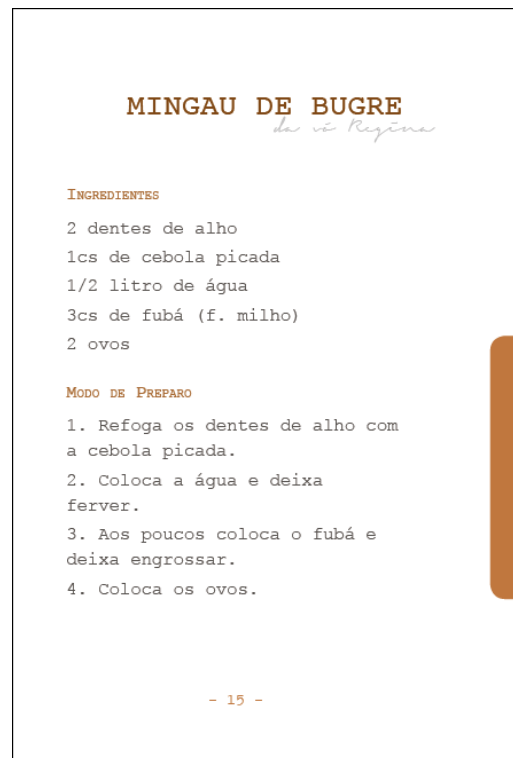 MINGAU DE BUGRE
da vó Regina
INGREDIENTES
2 dentes de alho
1cs de cebola picada
1/2 litro de água
3cs de fubá (f. milho)
2 ovos
MODO DE PREPARO
1. Refoga os dentes de alho com
a cebola picada.
2. Coloca a água e deixa
ferver.
3. Aos poucos coloca o fubá e
deixa engrossar.
4. Coloca os ovos.
- 15 -